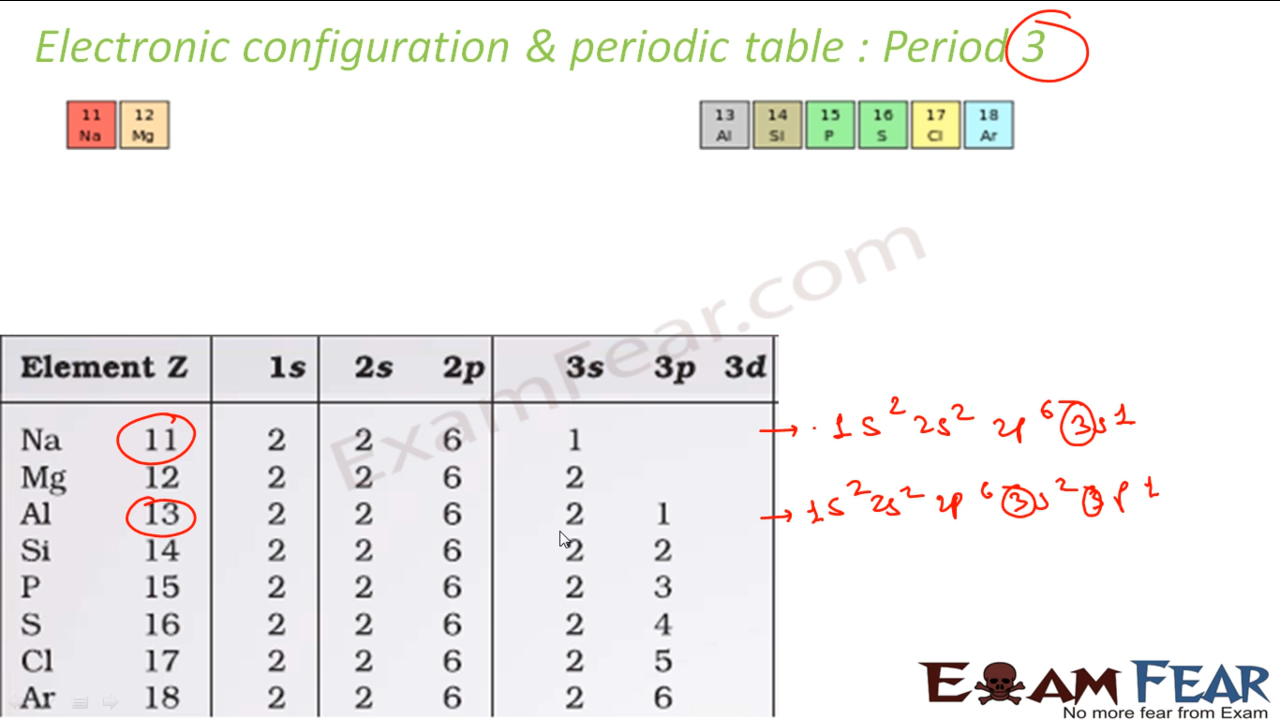 Electronic configuration & periodic table : Period 3
11 12 13 14 15 16 17 18
Na Mg Al Si P S Cl Ar
ExamFear.com
Element Z 1s 2s 2p 3s 3p 3d
Na 11 2 2 6 1 → 1s² 2s² 2p⁶ 3s¹
Mg 12 2 2 6 2
Al 13 2 2 6 2 1 → 1s² 2s² 2p⁶ 3s² 3p¹
Si 14 2 2 6 2 2
P 15 2 2 6 2 3
S 16 2 2 6 2 4
Cl 17 2 2 6 2 5
Ar 18 2 2 6 2 6
EXAM FEAR
No more fear from Exam